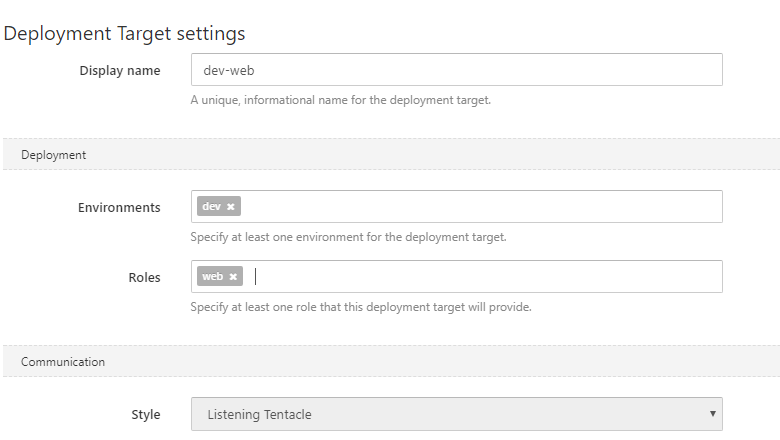 Deployment Target settings
Display name dev-web
A unique, informational name for the deployment target.
Deployment
Environments dev ×
Specify at least one environment for the deployment target.
Roles web ×
Specify at least one role that this deployment target will provide.
Communication
Style Listening Tentacle